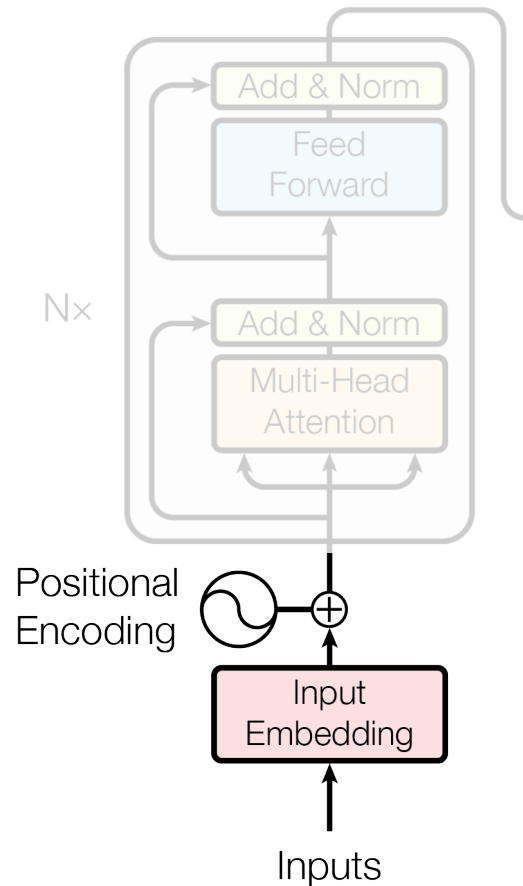 Add & Norm
Feed
Forward
N×
Add & Norm
Multi-Head
Attention
Positional
Encoding
Input
Embedding
Inputs